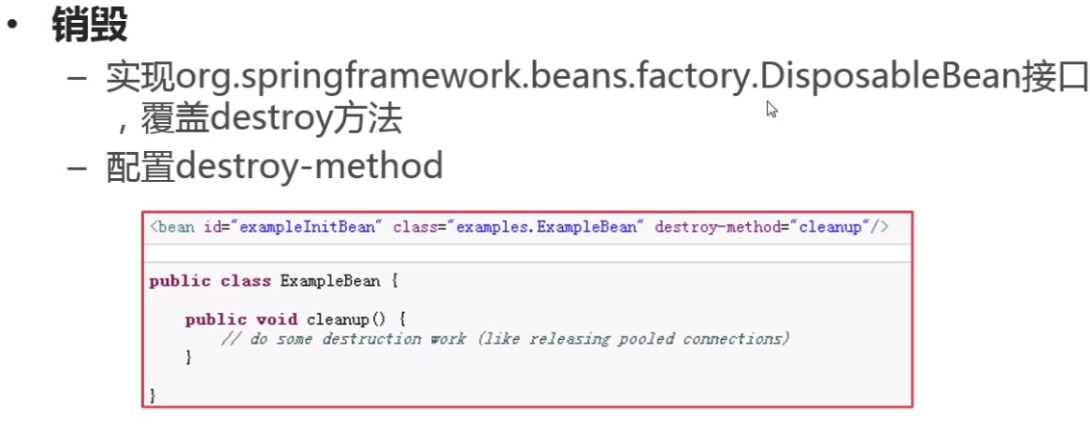 • 销毁
– 实现org.springframework.beans.factory.DisposableBean接口
，覆盖destroy方法
– 配置destroy-method
<bean id="exampleInitBean" class="examples.ExampleBean" destroy-method="cleanup"/>
public class ExampleBean {
public void cleanup() {
// do some destruction work (like releasing pooled connections)
}
}